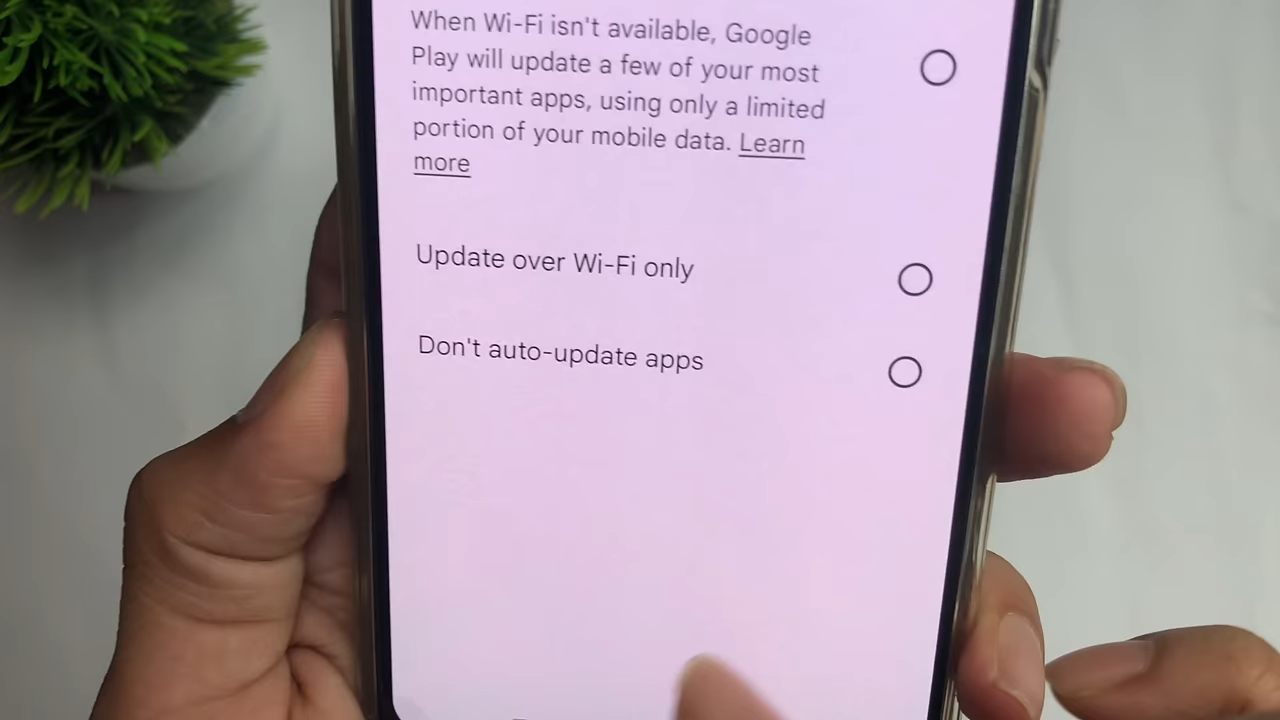 When Wi-Fi isn't available, Google
Play will update a few of your most
important apps, using only a limited
portion of your mobile data. Learn
more
Update over Wi-Fi only
Don't auto-update apps